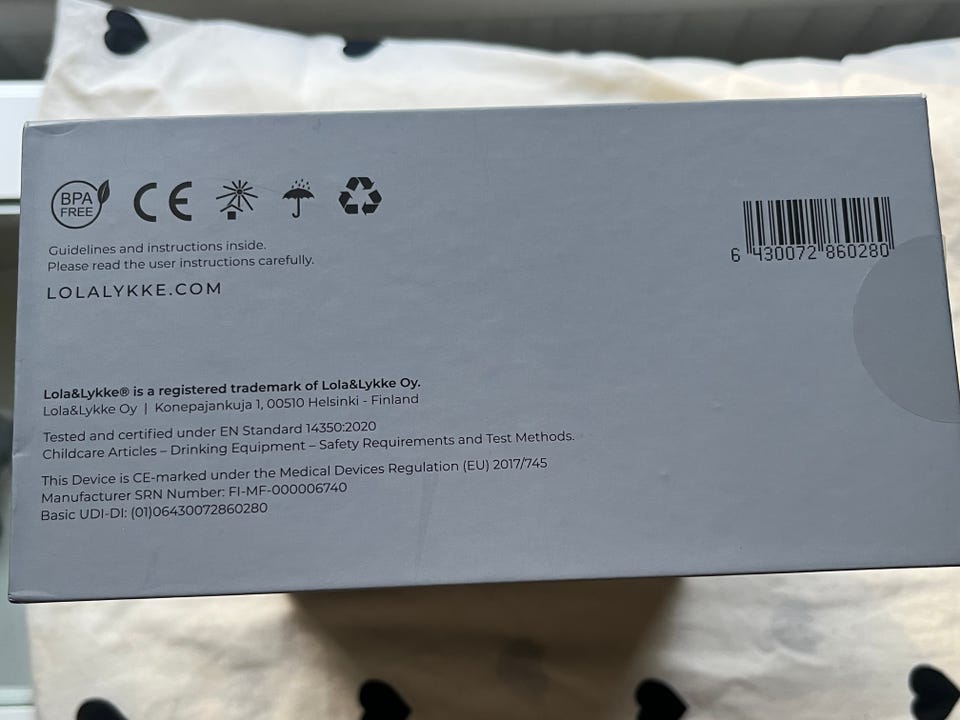 BPA
FREE
CE
Guidelines and instructions inside.
Please read the user instructions carefully.
LOLALYKKE.COM
6 430072 860280
Lola&Lykke® is a registered trademark of Lola&Lykke Oy.
Lola&Lykke Oy | Konepajankuja 1, 00510 Helsinki - Finland
Tested and certified under EN Standard 14350:2020
Childcare Articles – Drinking Equipment – Safety Requirements and Test Methods.
This Device is CE-marked under the Medical Devices Regulation (EU) 2017/745
Manufacturer SRN Number: FI-MF-000006740
Basic UDI-DI: (01)06430072860280